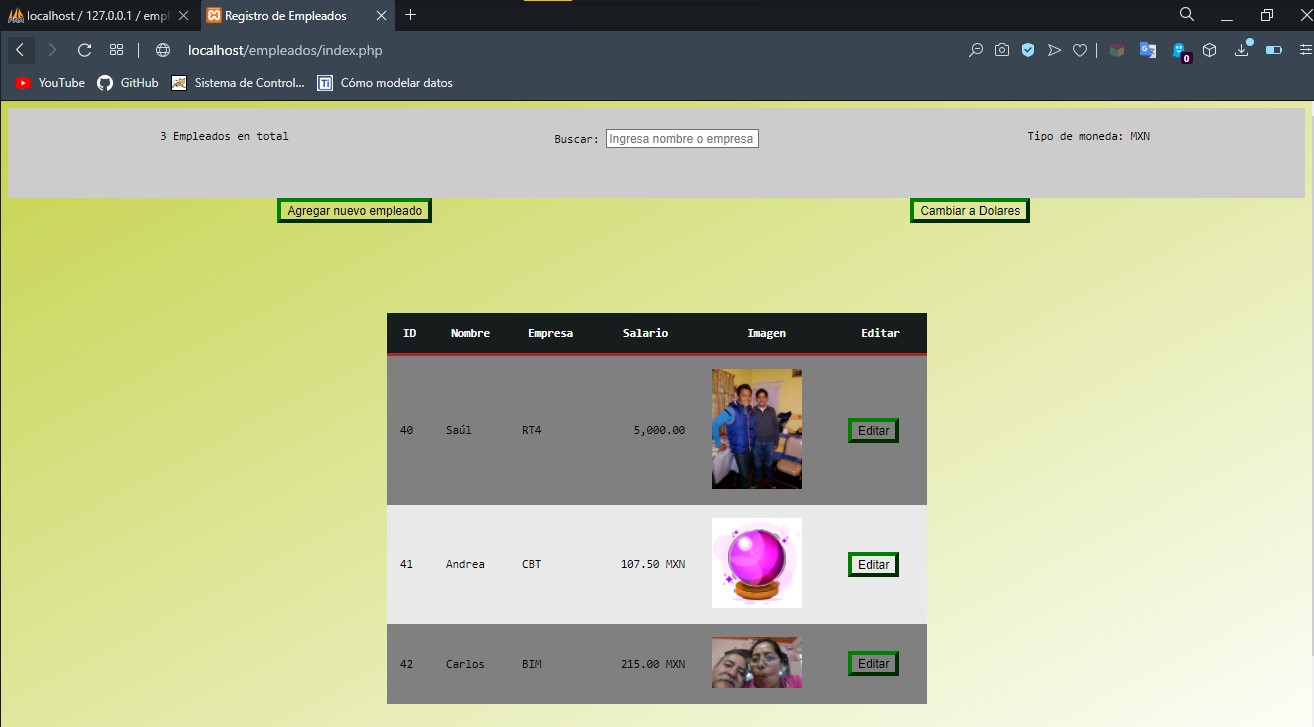 localhost / 127.0.0.1 / empl
Registro de Empleados
localhost/empleados/index.php
0
YouTube
GitHub
Sistema de Control...
Cómo modelar datos
3 Empleados en total
Buscar: Ingresa nombre o empresa
Tipo de moneda: MXN
Agregar nuevo empleado
Cambiar a Dolares
ID Nombre Empresa Salario Imagen Editar
40 Saúl RT4 5,000.00 Editar
41 Andrea CBT 107.50 MXN Editar
42 Carlos BIM 215.00 MXN Editar